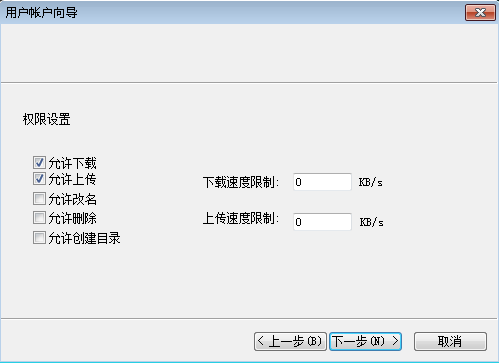 用户帐户向导
权限设置
允许下载
允许上传
允许改名
允许删除
允许创建目录
下载速度限制: 0 KB/s
上传速度限制: 0 KB/s
< 上一步(B) 下一步(N) > 取消